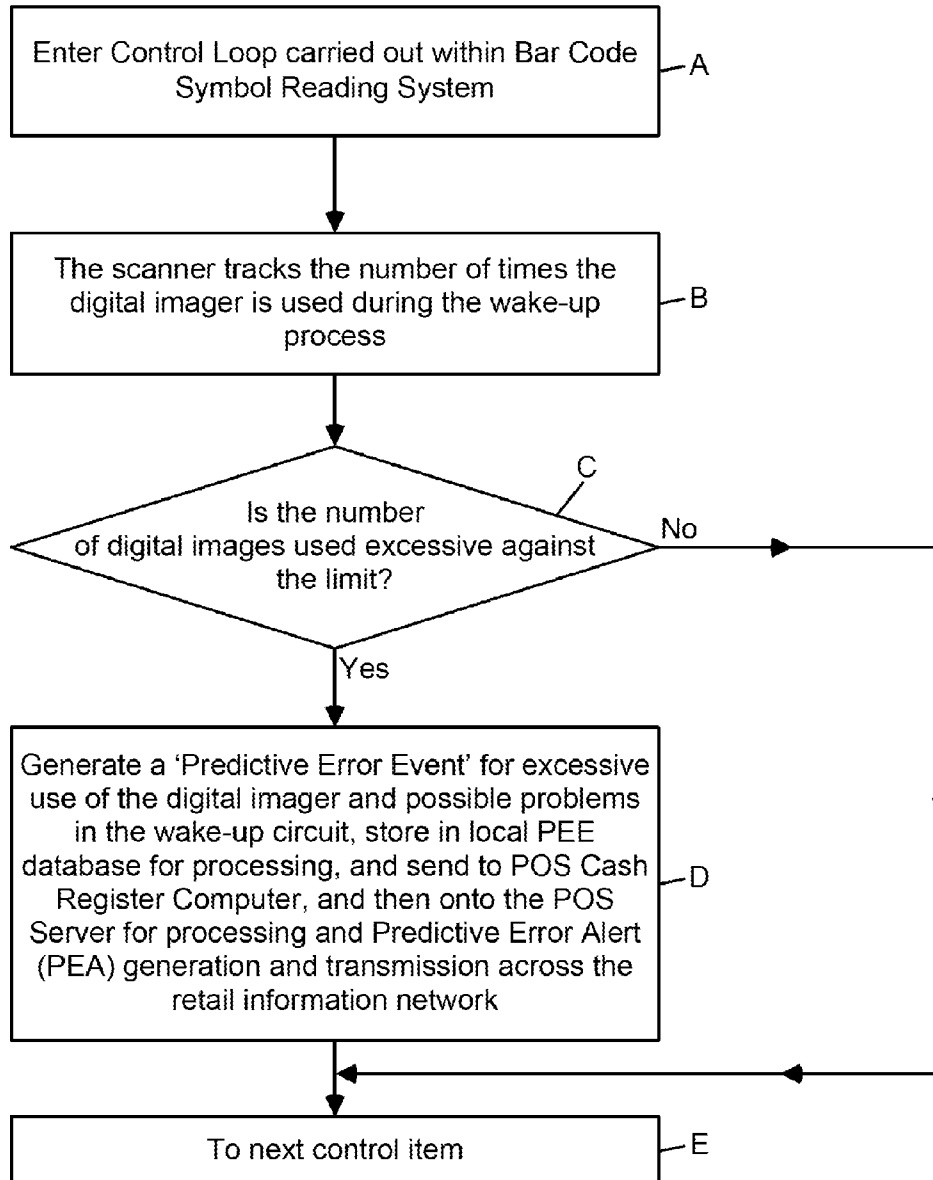 Enter Control Loop carried out within Bar Code
Symbol Reading System
A
The scanner tracks the number of times the
digital imager is used during the wake-up
process
B
C
Is the number
of digital images used excessive against
the limit?
No
Yes
Generate a ‘Predictive Error Event’ for excessive
use of the digital imager and possible problems
in the wake-up circuit, store in local PEE
database for processing, and send to POS Cash
Register Computer, and then onto the POS
Server for processing and Predictive Error Alert
(PEA) generation and transmission across the
retail information network
D
To next control item
E